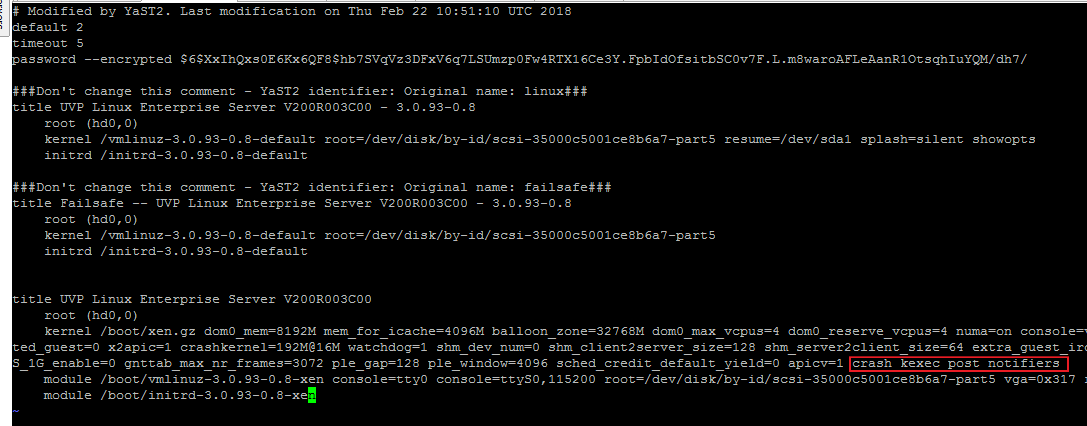 # Modified by YaST2. Last modification on Thu Feb 22 10:51:10 UTC 2018
default 2
timeout 5
password --encrypted $6$XxIhQxs0E6Kx6QF8$hb7SVqVz3DFxV6q7LSUmzp0Fw4RTX16Ce3Y.FpbIdOfsitbSC0v7F.L.m8waroAFLeAanR1OtsqhIuYQM/dh7/
###Don't change this comment - YaST2 identifier: Original name: linux###
title UVP Linux Enterprise Server V200R003C00 - 3.0.93-0.8
root (hd0,0)
kernel /vmlinuz-3.0.93-0.8-default root=/dev/disk/by-id/scsi-35000c5001ce8b6a7-part5 resume=/dev/sda1 splash=silent showopts
initrd /initrd-3.0.93-0.8-default
###Don't change this comment - YaST2 identifier: Original name: failsafe###
title Failsafe -- UVP Linux Enterprise Server V200R003C00 - 3.0.93-0.8
root (hd0,0)
kernel /vmlinuz-3.0.93-0.8-default root=/dev/disk/by-id/scsi-35000c5001ce8b6a7-part5
initrd /initrd-3.0.93-0.8-default
title UVP Linux Enterprise Server V200R003C00
root (hd0,0)
kernel /boot/xen.gz dom0_mem=8192M mem_for_icache=4096M balloon_zone=32768M dom0_max_vcpus=4 dom0_reserve_vcpus=4 numa=on console=v
ted_guest=0 x2apic=1 crashkernel=192M@16M watchdog=1 shm_dev_num=0 shm_client2server_size=128 shm_server2client_size=64 extra_guest_irq
S_1G_enable=0 gnttab_max_nr_frames=3072 ple_gap=128 ple_window=4096 sched_credit_default_yield=0 apicv=1 crash_kexec_post_notifiers
module /boot/vmlinuz-3.0.93-0.8-xen console=tty0 console=ttyS0,115200 root=/dev/disk/by-id/scsi-35000c5001ce8b6a7-part5 vga=0x317
module /boot/initrd-3.0.93-0.8-xen
~